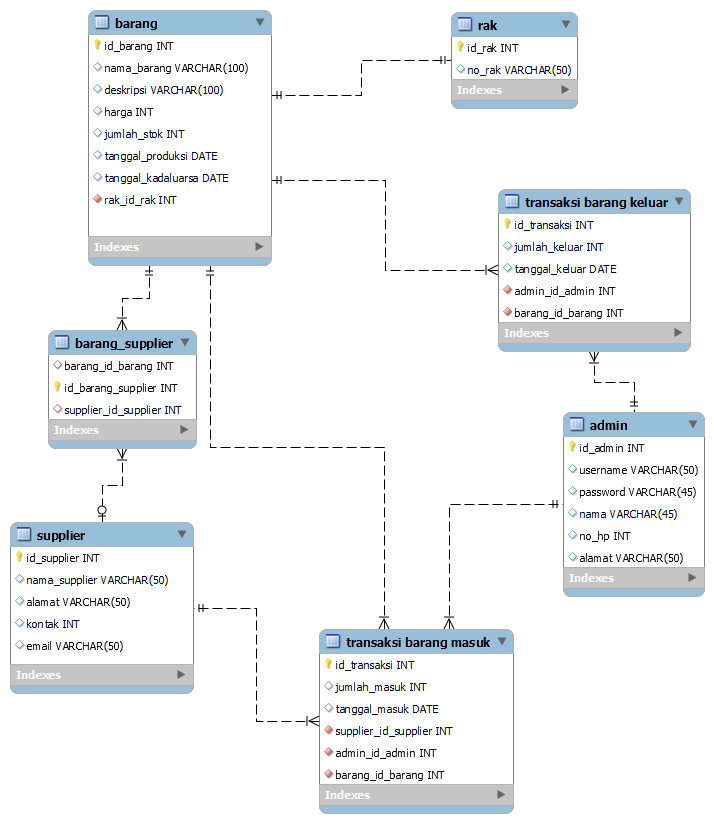 barang
id_barang INT
nama_barang VARCHAR(100)
deskripsi VARCHAR(100)
harga INT
jumlah_stok INT
tanggal_produksi DATE
tanggal_kadaluarsa DATE
rak_id_rak INT
Indexes
rak
id_rak INT
no_rak VARCHAR(50)
Indexes
transaksi barang keluar
id_transaksi INT
jumlah_keluar INT
tanggal_keluar DATE
admin_id_admin INT
barang_id_barang INT
Indexes
barang_supplier
barang_id_barang INT
id_barang_supplier INT
supplier_id_supplier INT
Indexes
admin
id_admin INT
username VARCHAR(50)
password VARCHAR(45)
nama VARCHAR(45)
no_hp INT
alamat VARCHAR(50)
Indexes
supplier
id_supplier INT
nama_supplier VARCHAR(50)
alamat VARCHAR(50)
kontak INT
email VARCHAR(50)
Indexes
transaksi barang masuk
id_transaksi INT
jumlah_masuk INT
tanggal_masuk DATE
supplier_id_supplier INT
admin_id_admin INT
barang_id_barang INT
Indexes